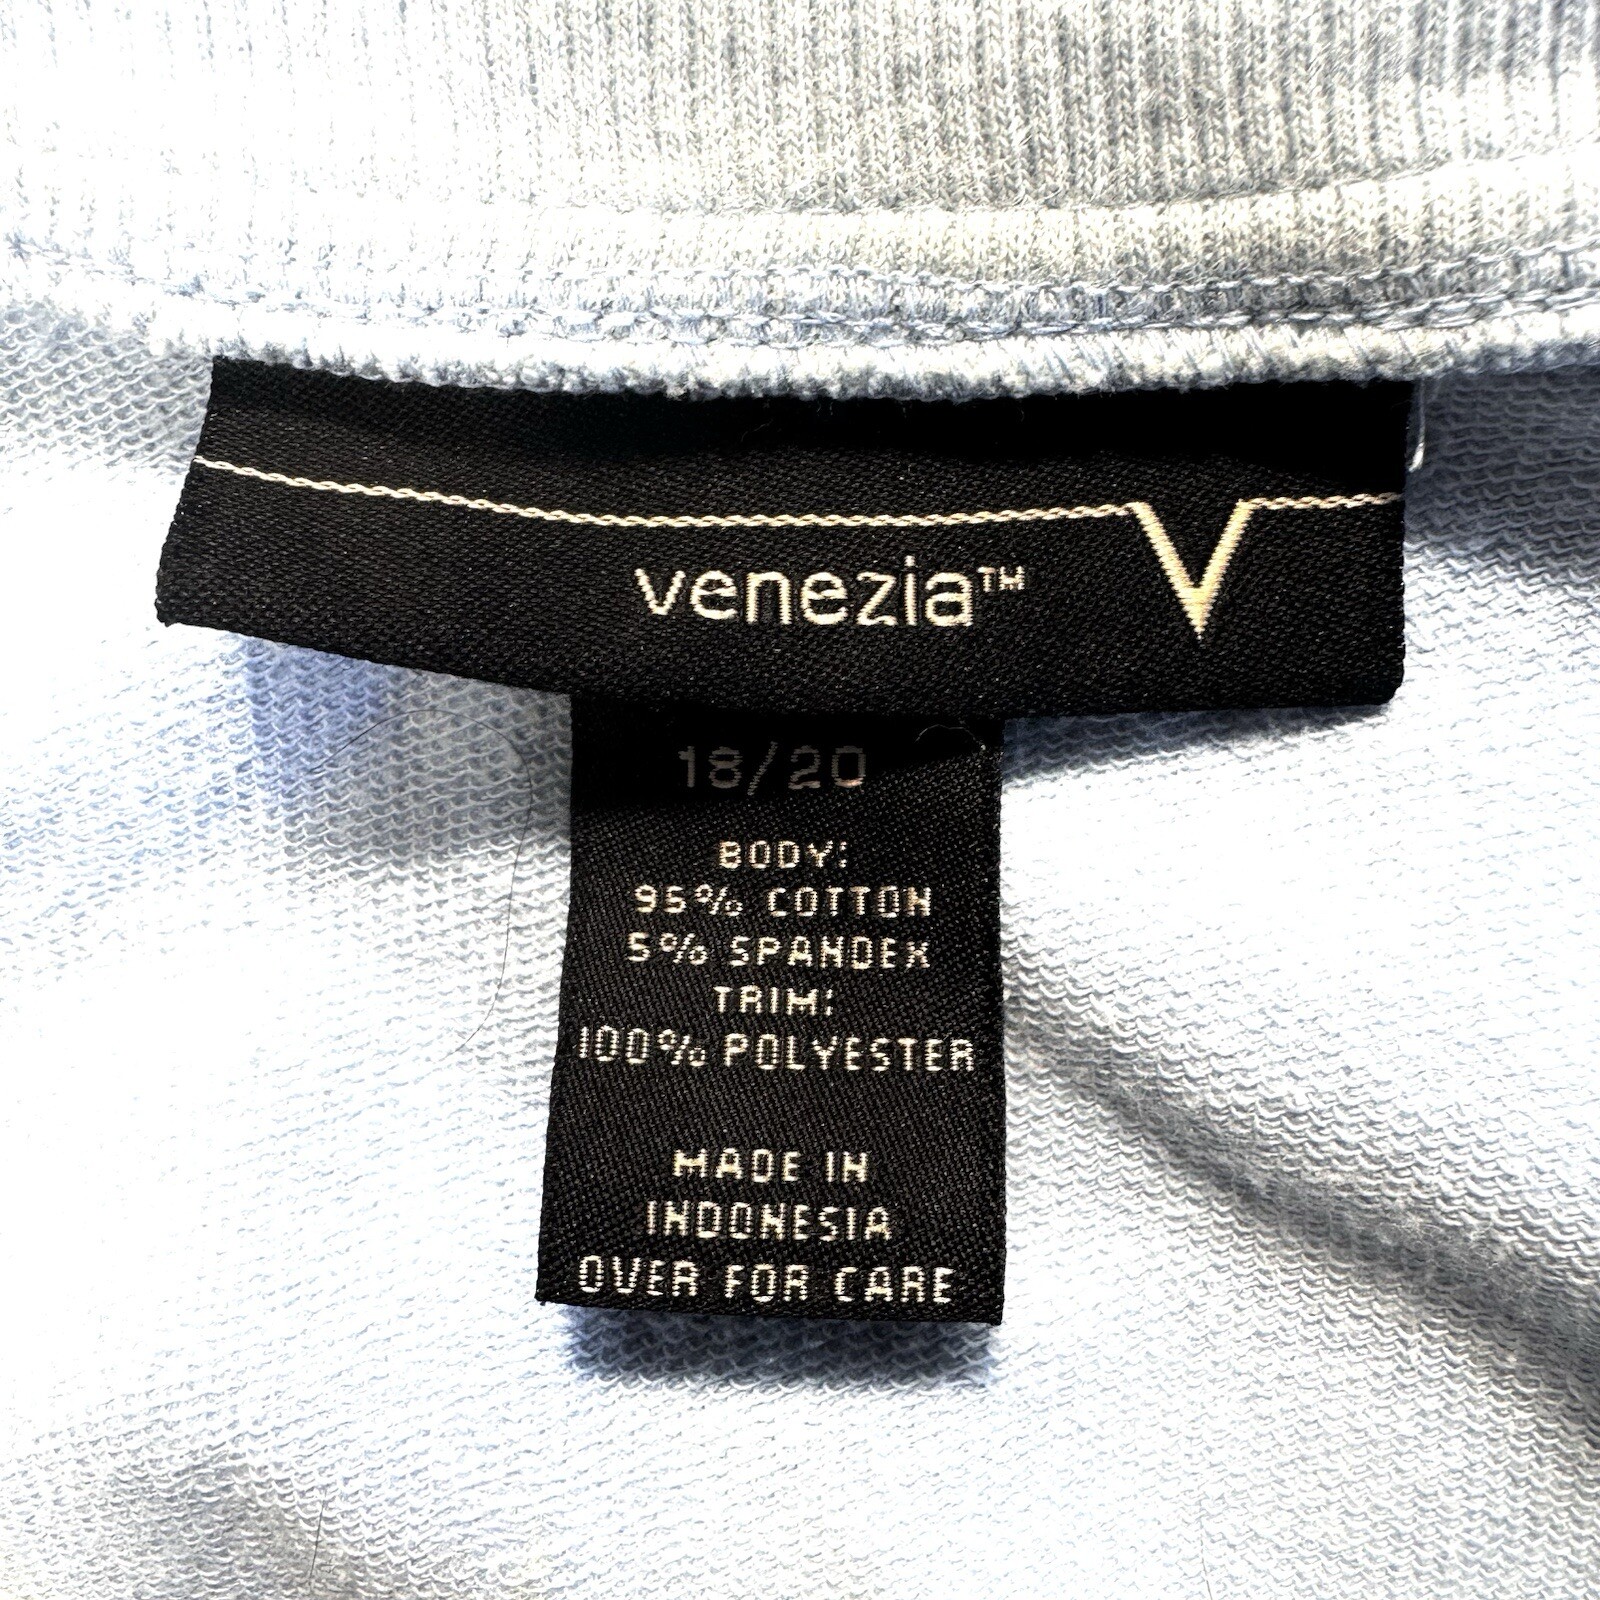 venezia™ V
18/20
BODY:
95% COTTON
5% SPANDEX
TRIM:
100% POLYESTER
MADE IN
INDONESIA
OVER FOR CARE